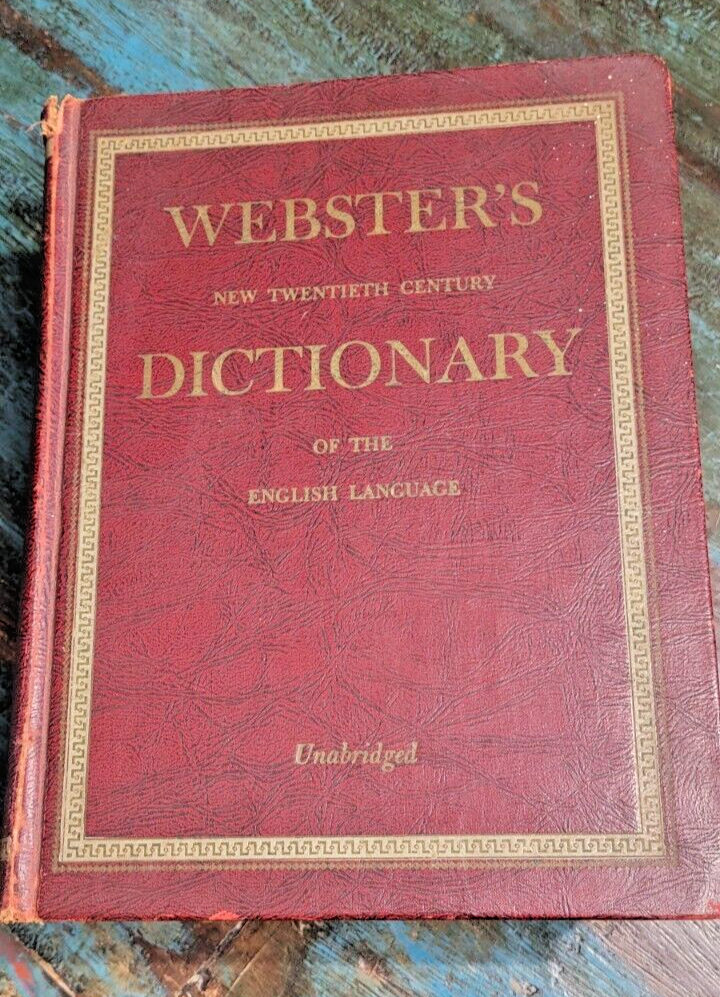 WEBSTER'S
NEW TWENTIETH CENTURY
DICTIONARY
OF THE
ENGLISH LANGUAGE
Unabridged